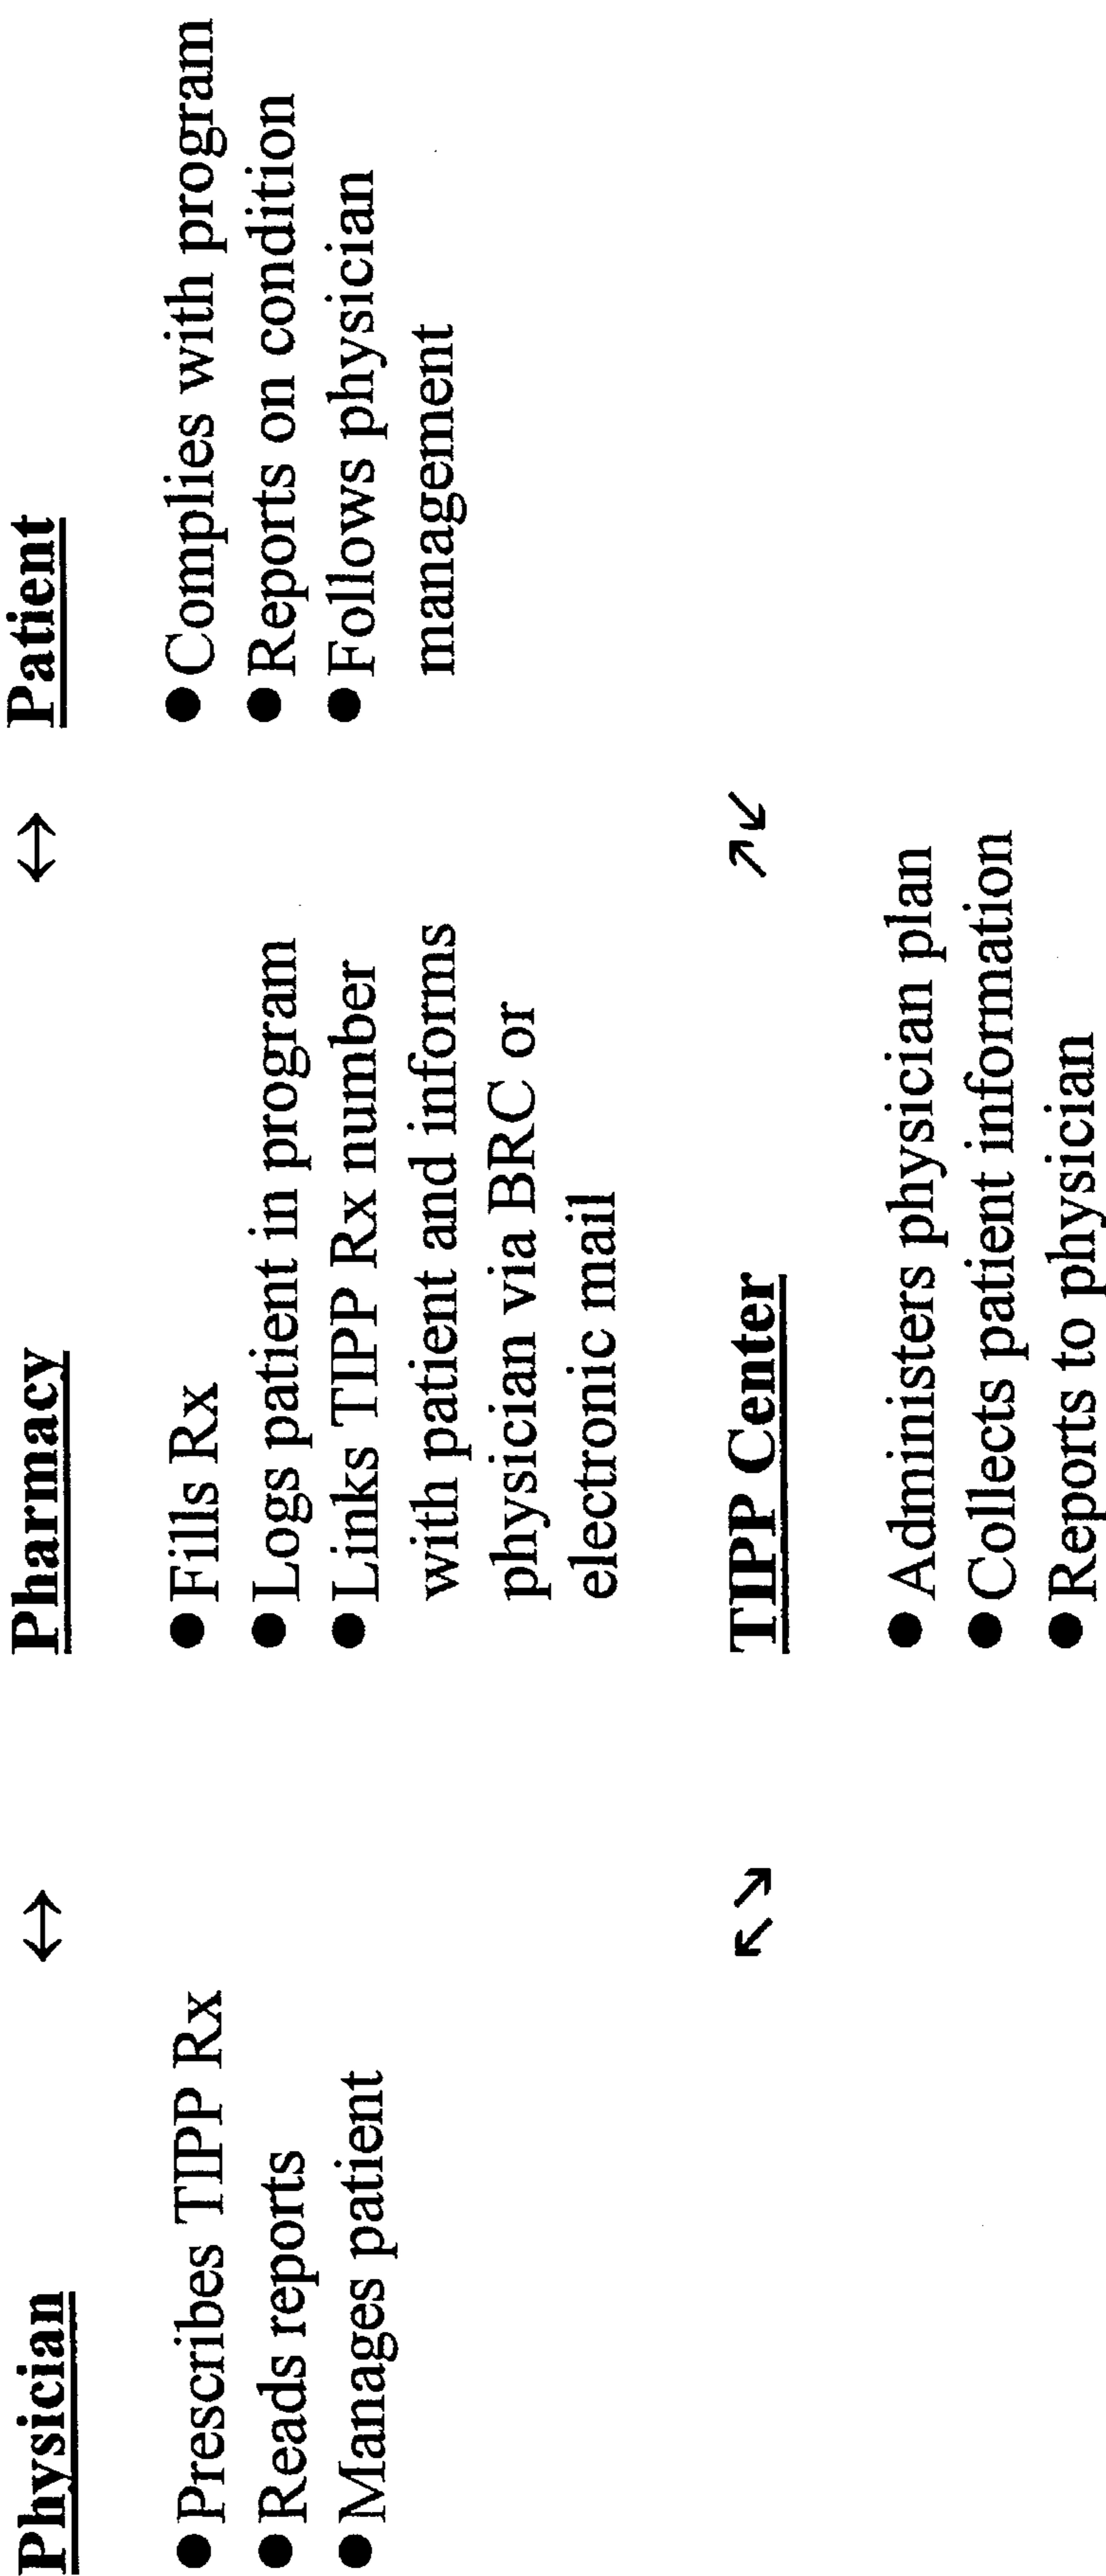 Physician ↔ Pharmacy ↔ Patient
● Prescribes TIPP Rx
● Reads reports
● Manages patient
● Fills Rx
● Logs patient in program
● Links TIPP Rx number
with patient and informs
physician via BRC or
electronic mail
● Complies with program
● Reports on condition
● Follows physician
management
↖↘ TIPP Center ↗↙
● Administers physician plan
● Collects patient information
● Reports to physician